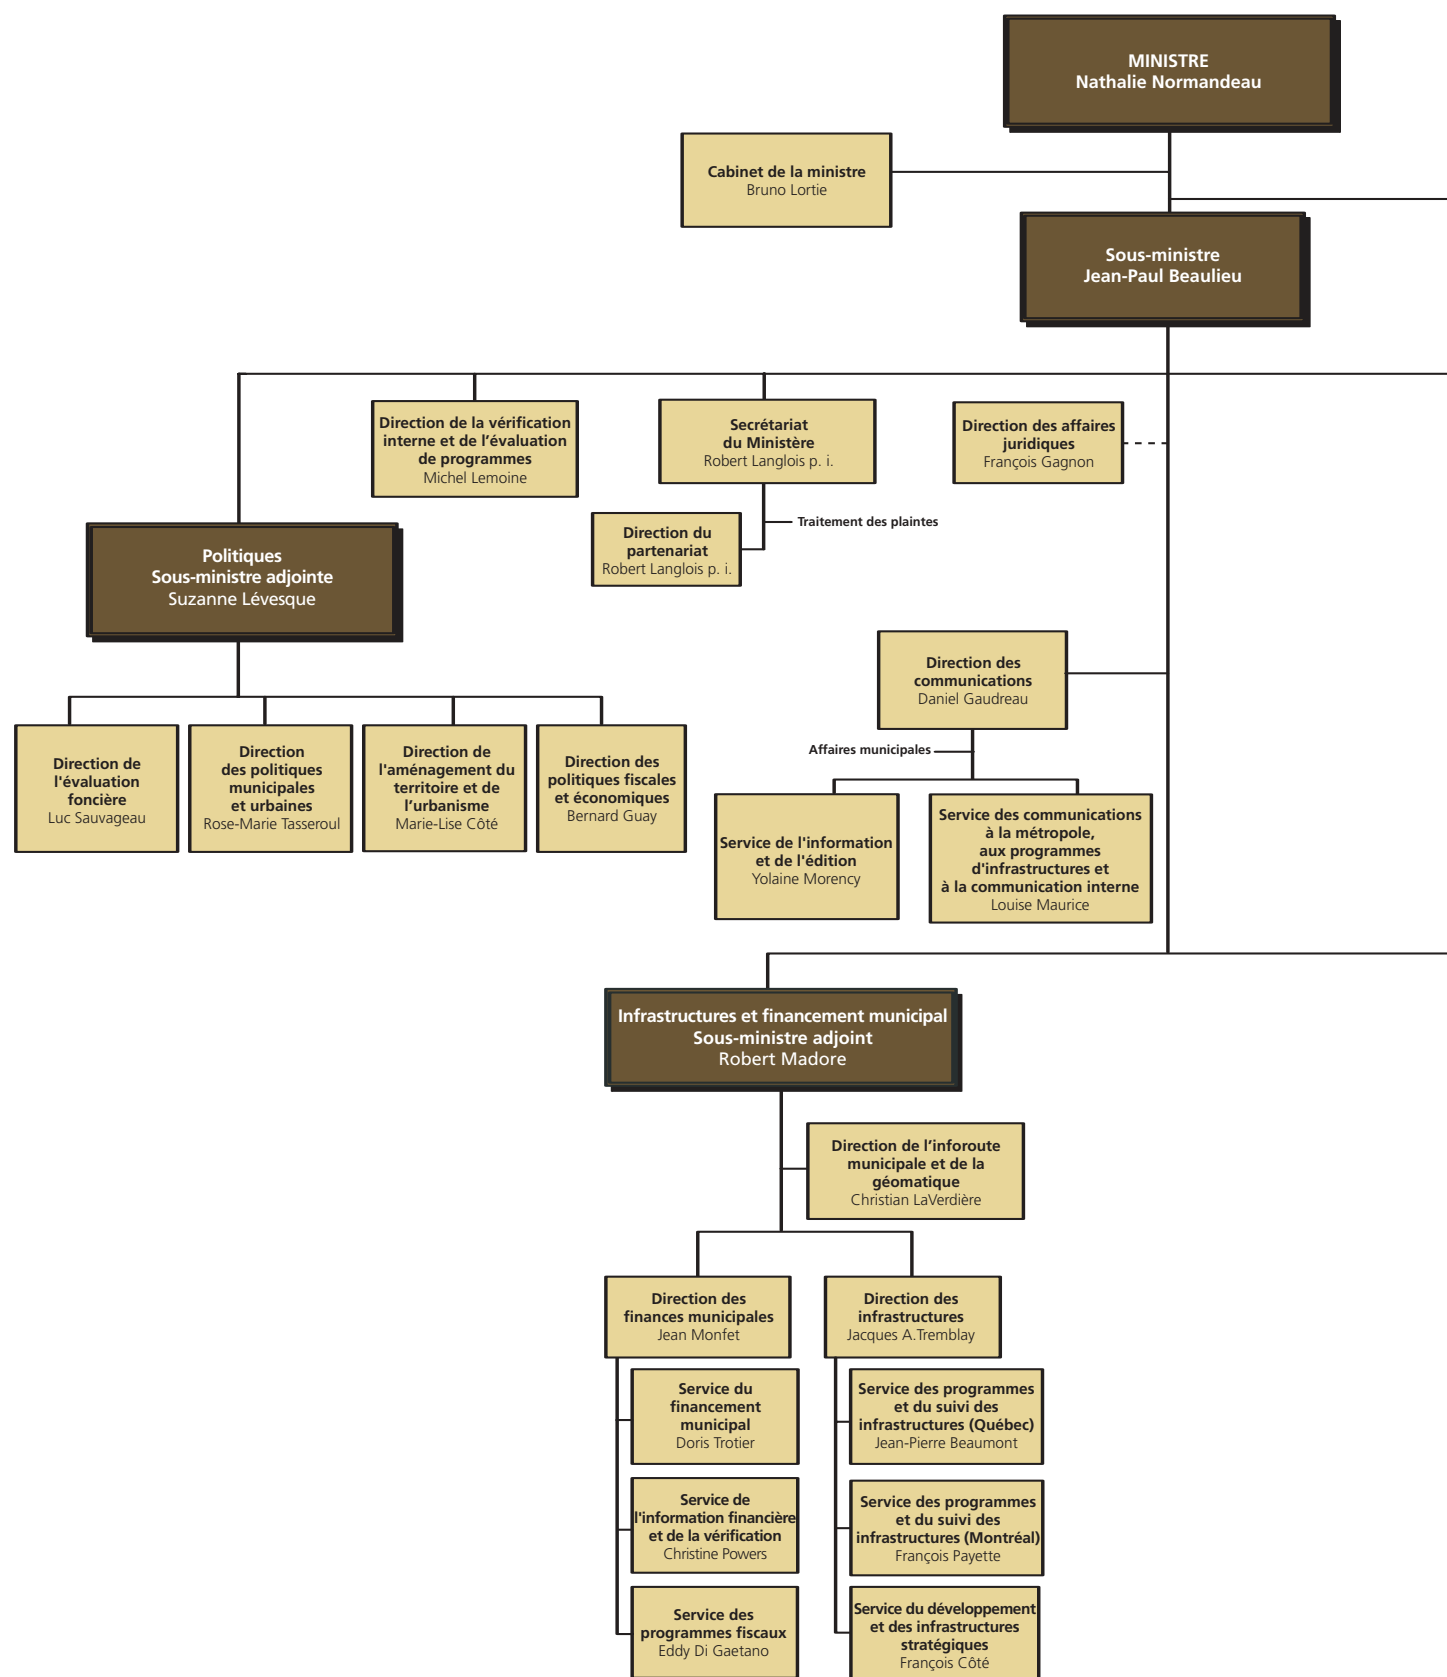 MINISTRE
Nathalie Normandeau
Cabinet de la ministre
Bruno Lortie
Sous-ministre
Jean-Paul Beaulieu
Direction de la vérification
interne et de l'évaluation
de programmes
Michel Lemoine
Secrétariat
du Ministère
Robert Langlois p. i.
Direction des affaires
juridiques
François Gagnon
Traitement des plaintes
Direction du
partenariat
Robert Langlois p. i.
Politiques
Sous-ministre adjointe
Suzanne Lévesque
Direction des
communications
Daniel Gaudreau
Affaires municipales
Direction de
l'évaluation
foncière
Luc Sauvageau
Direction
des politiques
municipales
et urbaines
Rose-Marie Tasseroul
Direction de
l'aménagement du
territoire et de
l'urbanisme
Marie-Lise Côté
Direction des
politiques fiscales
et économiques
Bernard Guay
Service de l'information
et de l'édition
Yolaine Morency
Service des communications
à la métropole,
aux programmes
d'infrastructures et
à la communication interne
Louise Maurice
Infrastructures et financement municipal
Sous-ministre adjoint
Robert Madore
Direction de l'inforoute
municipale et de la
géomatique
Christian LaVerdière
Direction des
finances municipales
Jean Monfet
Direction des
infrastructures
Jacques A.Tremblay
Service du
financement
municipal
Doris Trotier
Service des programmes
et du suivi des
infrastructures (Québec)
Jean-Pierre Beaumont
Service de
l'information financière
et de la vérification
Christine Powers
Service des programmes
et du suivi des
infrastructures (Montréal)
François Payette
Service des
programmes fiscaux
Eddy Di Gaetano
Service du développement
et des infrastructures
stratégiques
François Côté